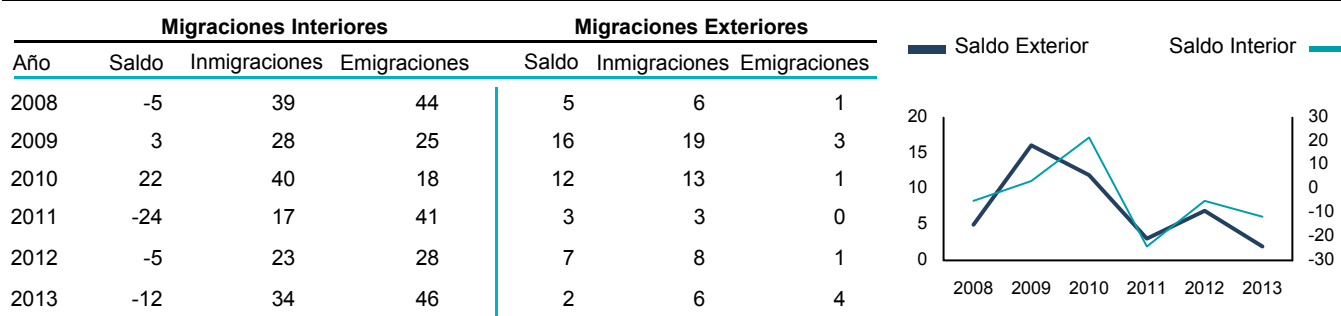 Migraciones Interiores Migraciones Exteriores
Año Saldo Inmigraciones Emigraciones Saldo Inmigraciones Emigraciones
2008 -5 39 44 5 6 1
2009 3 28 25 16 19 3
2010 22 40 18 12 13 1
2011 -24 17 41 3 3 0
2012 -5 23 28 7 8 1
2013 -12 34 46 2 6 4
Saldo Exterior Saldo Interior
20 30
20
15
10
10 0
5 -10
-20
0 -30
2008 2009 2010 2011 2012 2013